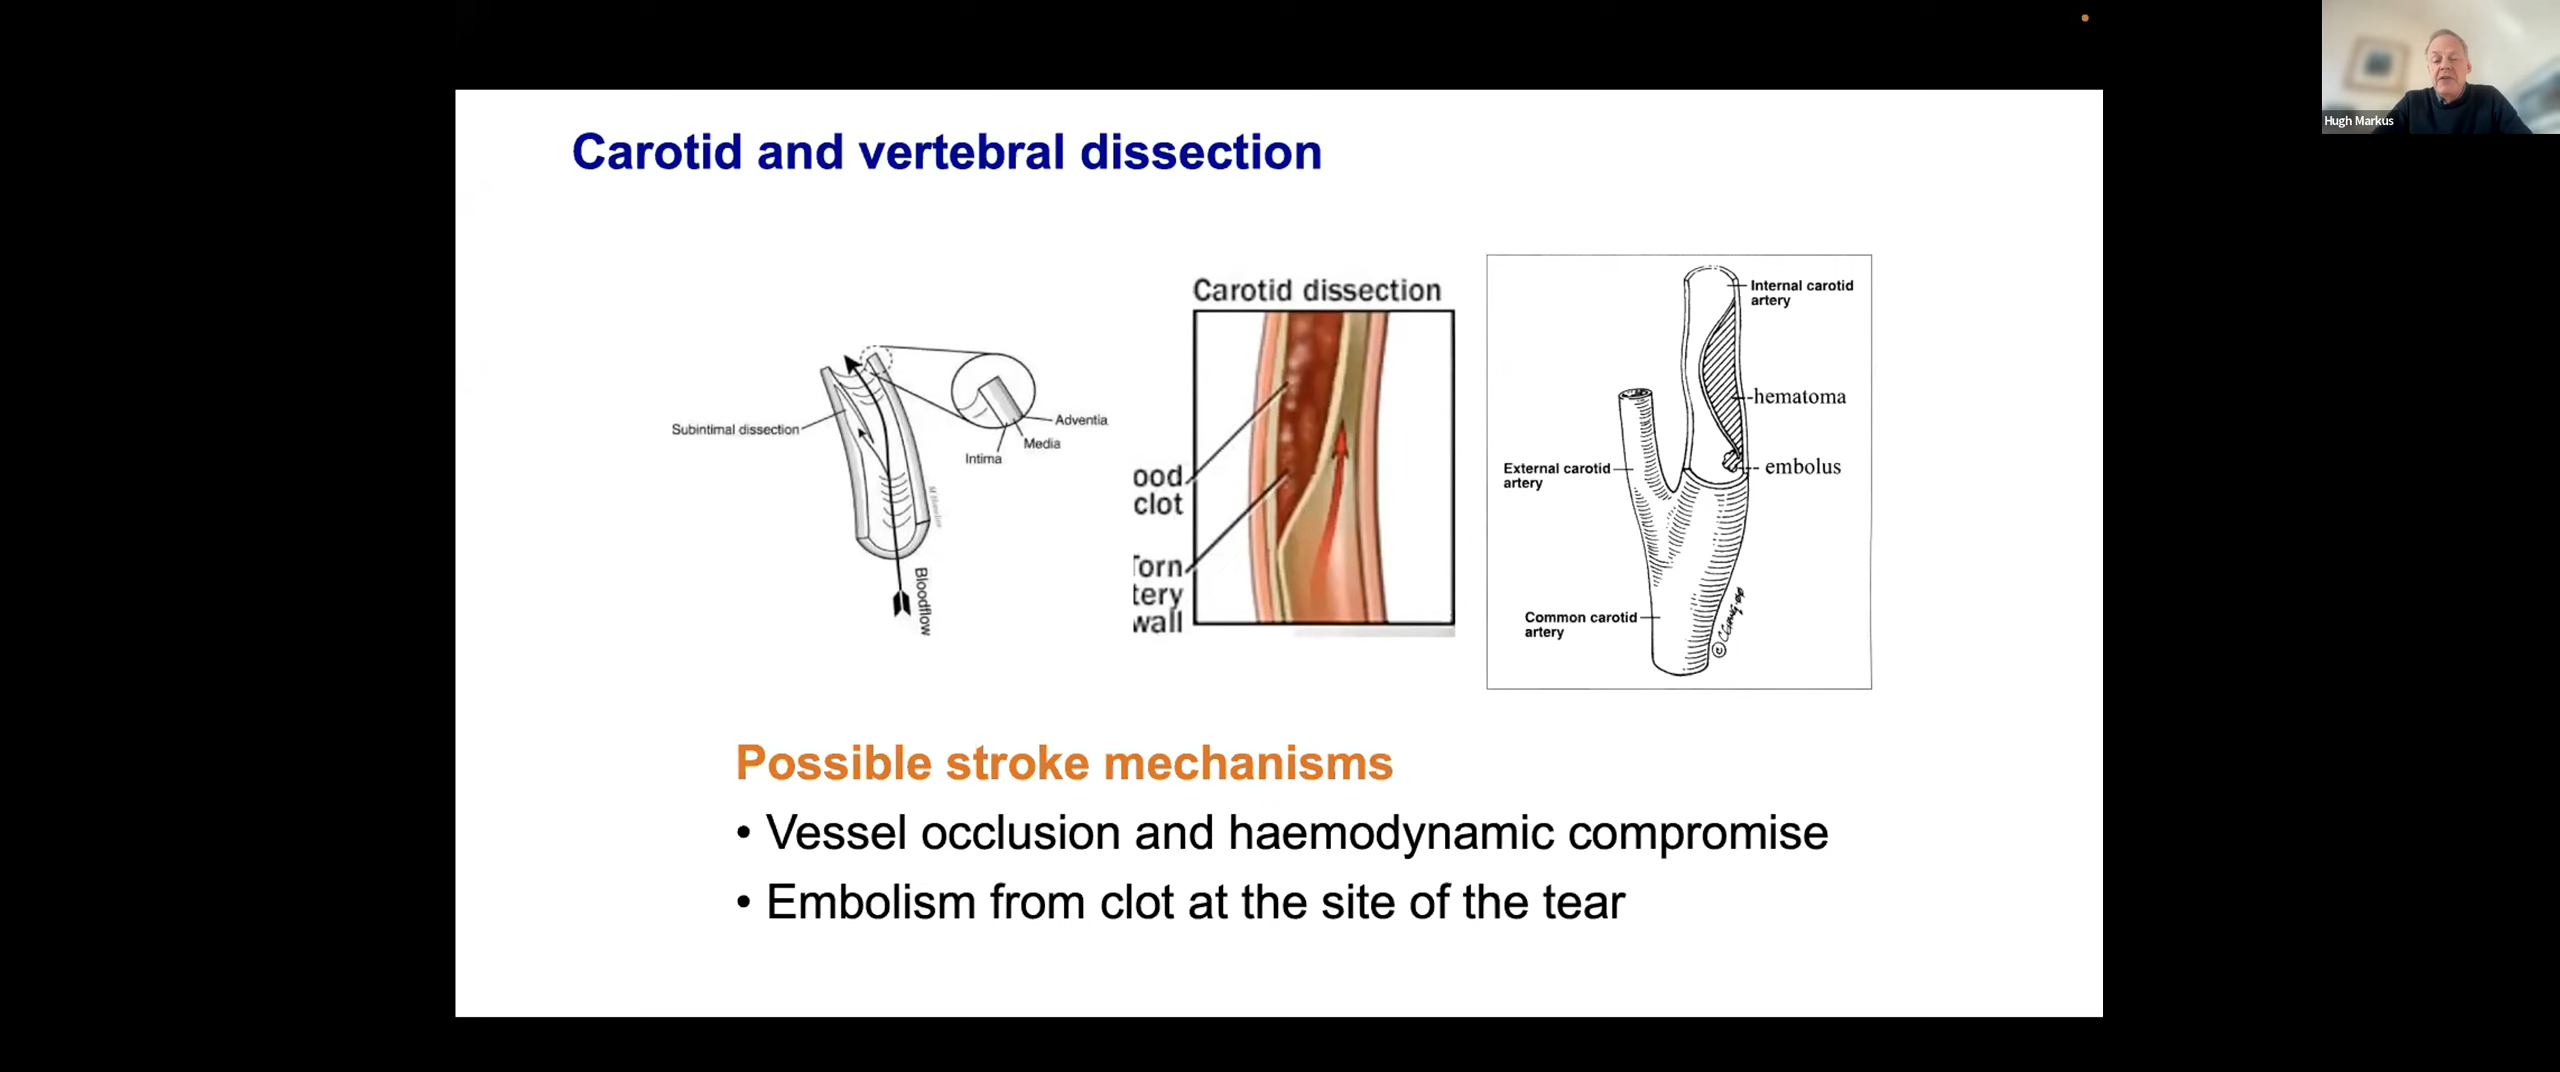 Hugh Markus
Carotid and vertebral dissection
Subintimal dissection
Adventia
Media
Intima
Bloodflow
Carotid dissection
ood
clot
Torn
tery
wall
Internal carotid
artery
hematoma
embolus
External carotid
artery
Common carotid
artery
Possible stroke mechanisms
• Vessel occlusion and haemodynamic compromise
• Embolism from clot at the site of the tear